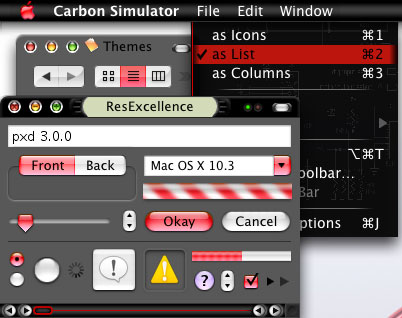 Carbon Simulator File Edit Window
as Icons ⌘1
as List ⌘2
as Columns ⌘3
Themes
ResExcellence
pxd 3.0.0
Front Back
Mac OS X 10.3
Okay Cancel
⌥⌘T
oolbar...
Bar
ptions ⌘J
?